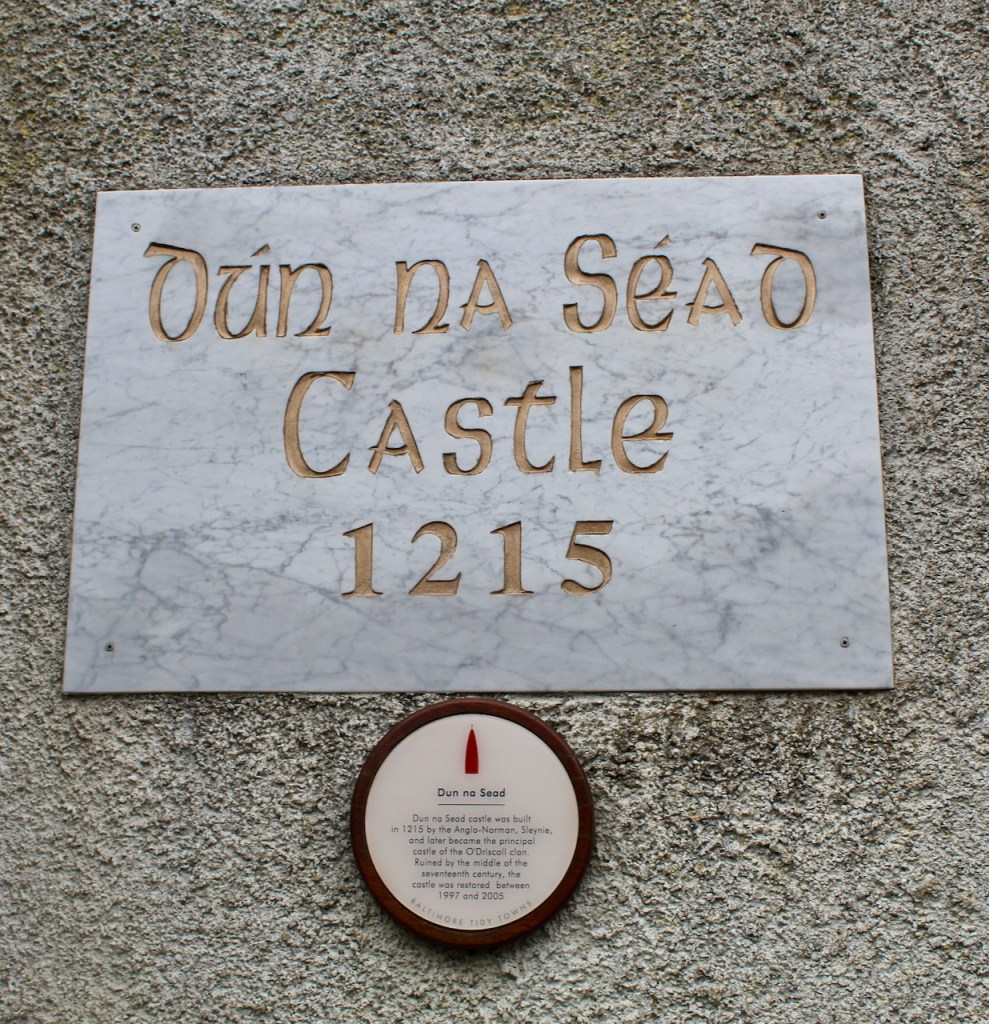 Dún na Séad
Castle
1215
Dun na Sead
Dun na Sead castle was built
in 1215 by the Anglo-Norman, Sleynie,
and later became the principal
castle of the O'Driscoll clan.
Ruined by the middle of the
seventeenth century, the
castle was restored between
1997 and 2005
BALTIMORE TIDY TOWNS